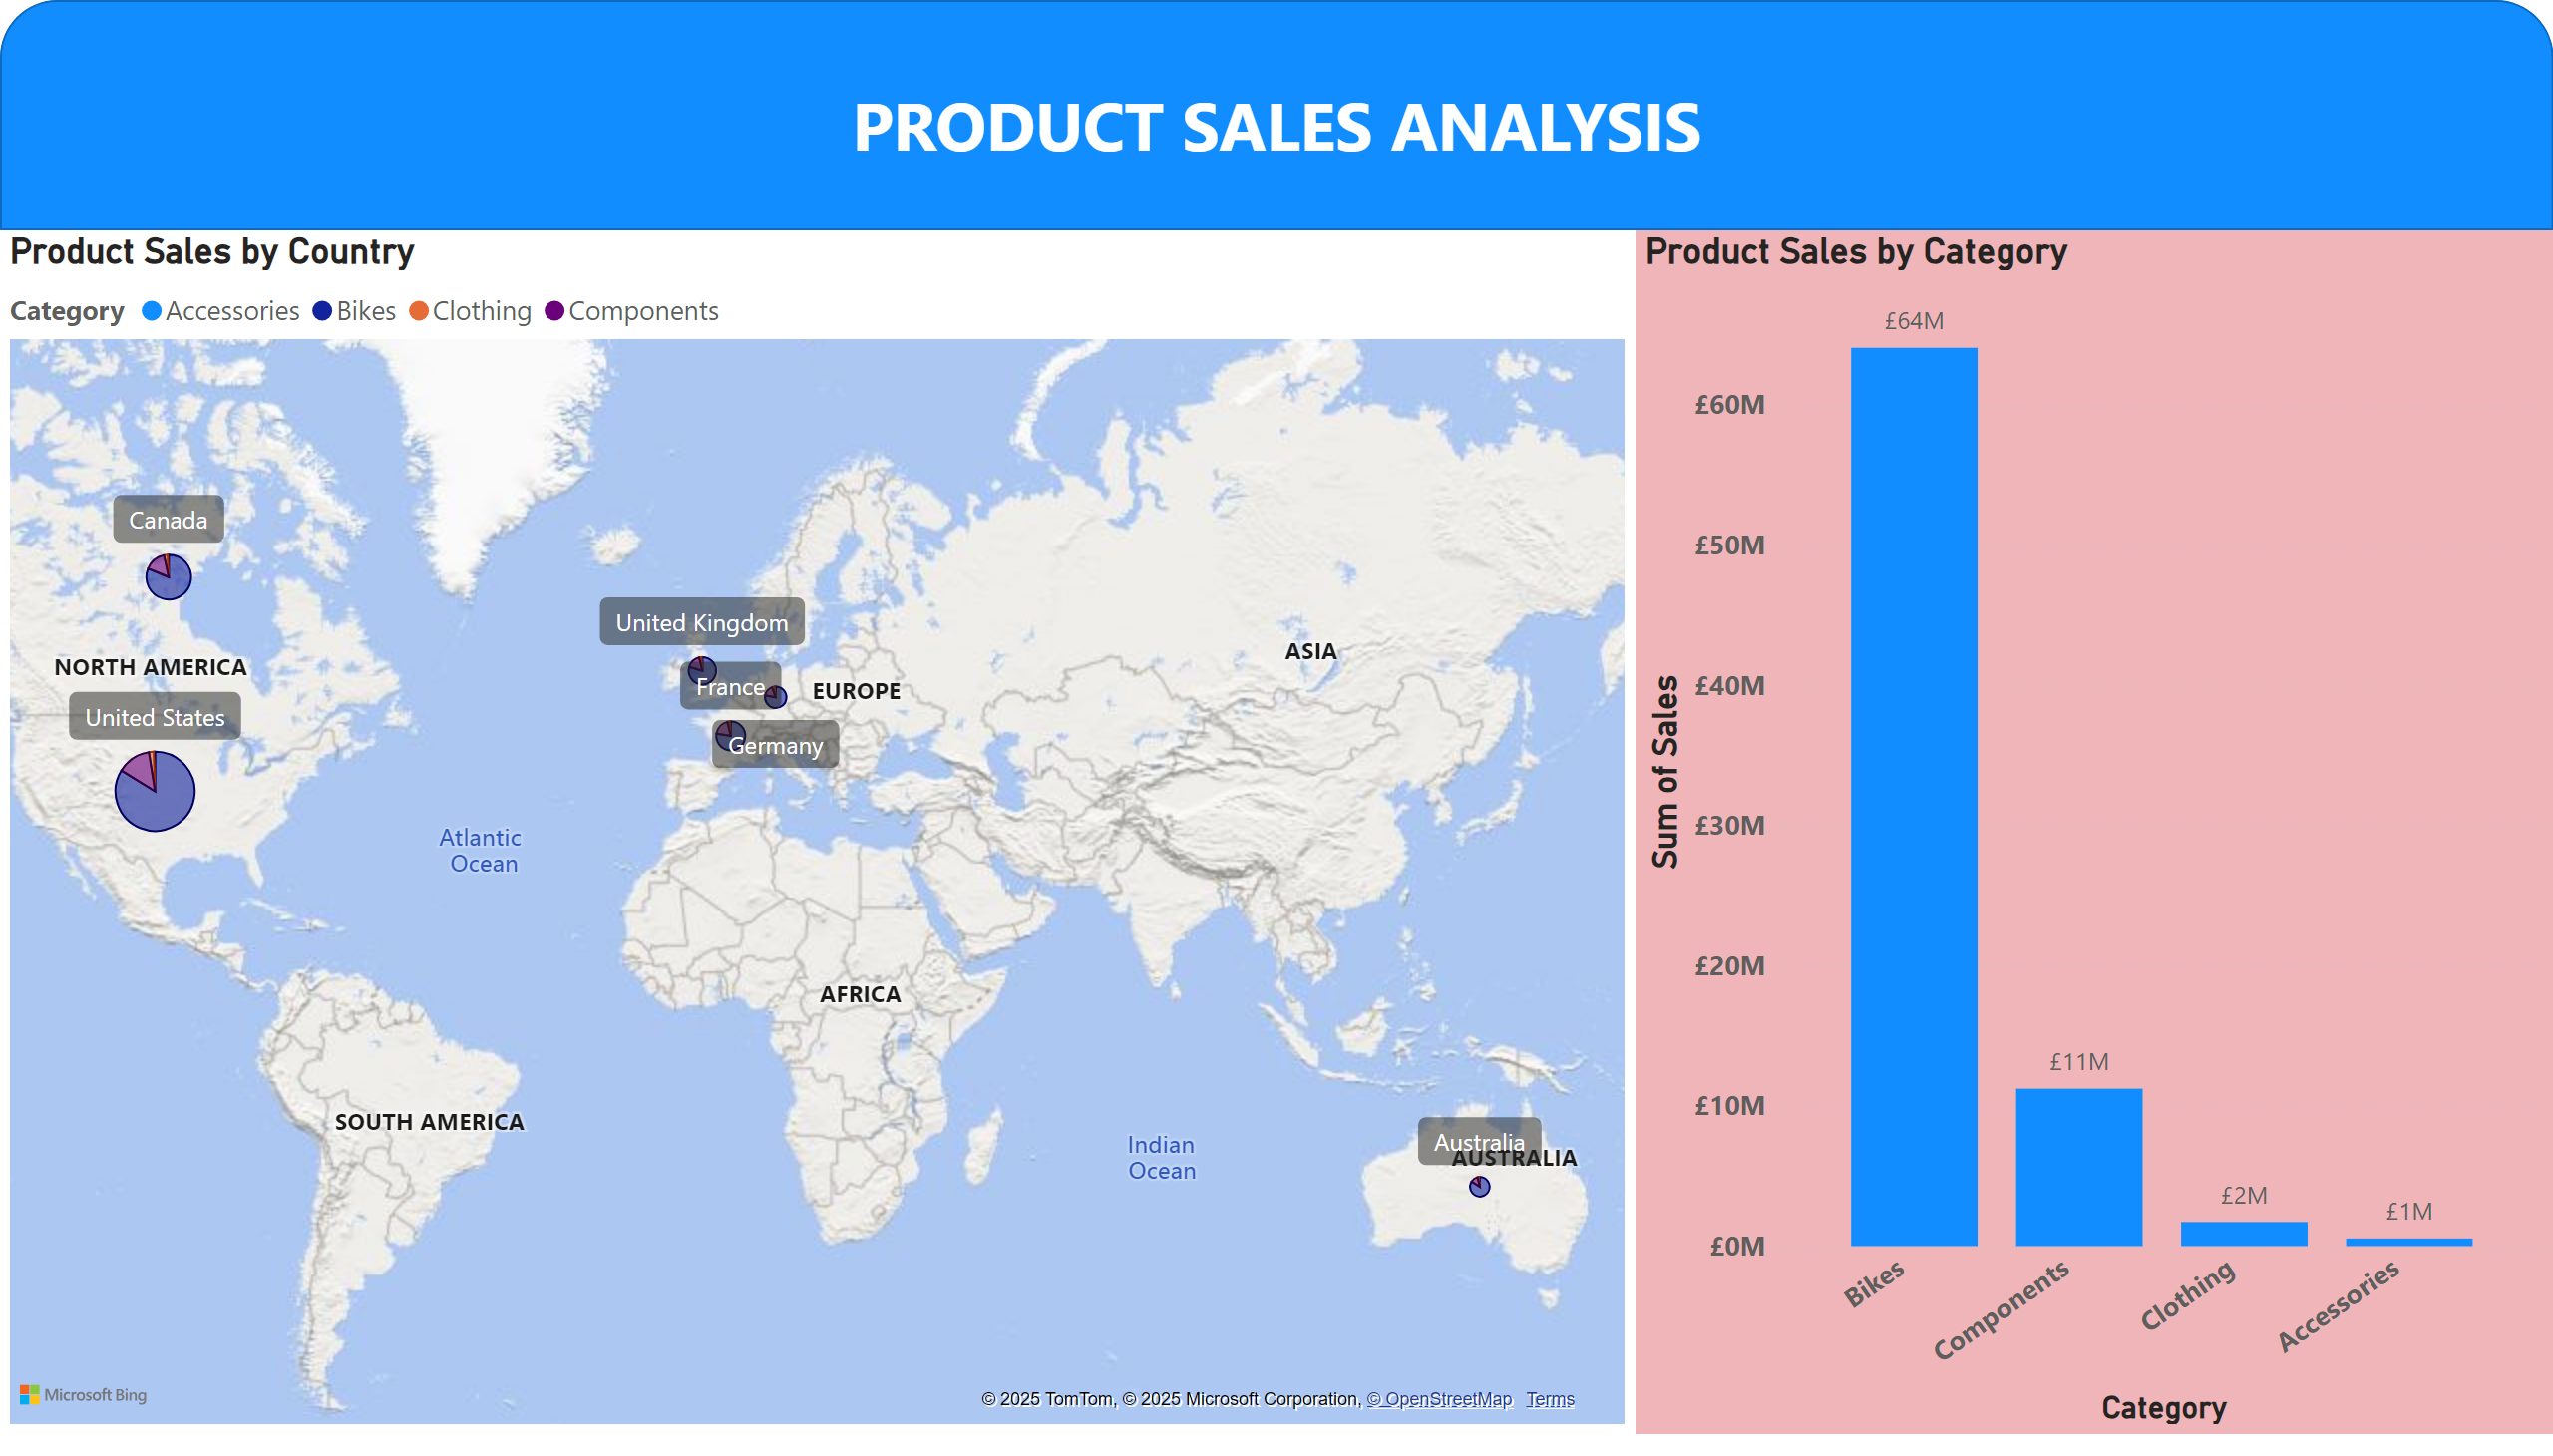 PRODUCT SALES ANALYSIS
Product Sales by Country
Category Accessories Bikes Clothing Components
Canada
United Kingdom
NORTH AMERICA
ASIA
France
EUROPE
United States
Germany
Atlantic
Ocean
AFRICA
SOUTH AMERICA
Indian
Ocean
Australia
AUSTRALIA
Microsoft Bing
© 2025 TomTom, © 2025 Microsoft Corporation, © OpenStreetMap Terms
Product Sales by Category
£64M
£60M
£50M
£40M
£30M
£20M
£11M
£10M
£2M
£1M
£0M
Sum of Sales
Bikes
Components
Clothing
Accessories
Category